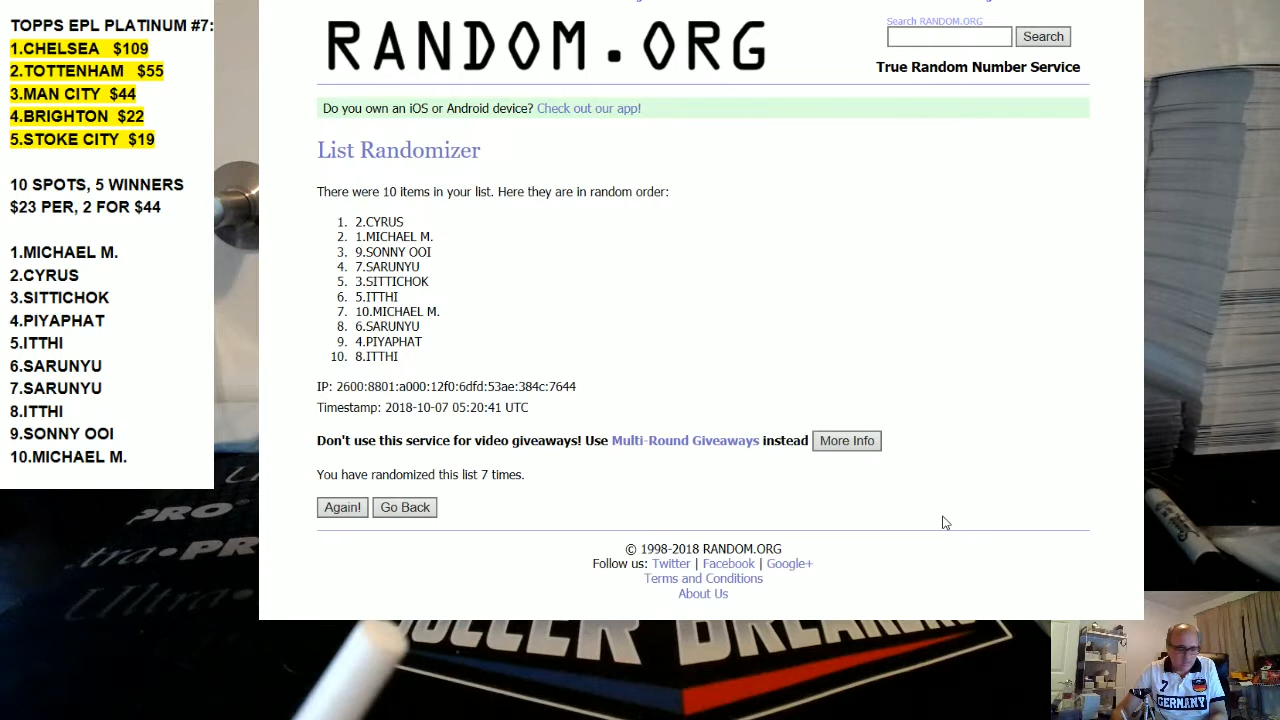 TOPPS EPL PLATINUM #7:
1.CHELSEA $109
2.TOTTENHAM $55
3.MAN CITY $44
4.BRIGHTON $22
5.STOKE CITY $19
10 SPOTS, 5 WINNERS
$23 PER, 2 FOR $44
1.MICHAEL M.
2.CYRUS
3.SITTICHOK
4.PIYAPHAT
5.ITTHI
6.SARUNYU
7.SARUNYU
8.ITTHI
9.SONNY OOI
10.MICHAEL M.
RANDOM.ORG
Search RANDOM.ORG
Search
True Random Number Service
Do you own an iOS or Android device? Check out our app!
List Randomizer
There were 10 items in your list. Here they are in random order:
1. 2.CYRUS
2. 1.MICHAEL M.
3. 9.SONNY OOI
4. 7.SARUNYU
5. 3.SITTICHOK
6. 5.ITTHI
7. 10.MICHAEL M.
8. 6.SARUNYU
9. 4.PIYAPHAT
10. 8.ITTHI
IP: 2600:8801:a000:12f0:6dfd:53ae:384c:7644
Timestamp: 2018-10-07 05:20:41 UTC
Don't use this service for video giveaways! Use Multi-Round Giveaways instead More Info
You have randomized this list 7 times.
Again! Go Back
© 1998-2018 RANDOM.ORG
Follow us: Twitter | Facebook | Google+
Terms and Conditions
About Us
PRO
Ultra PRO
Ultra
GERMANY
7